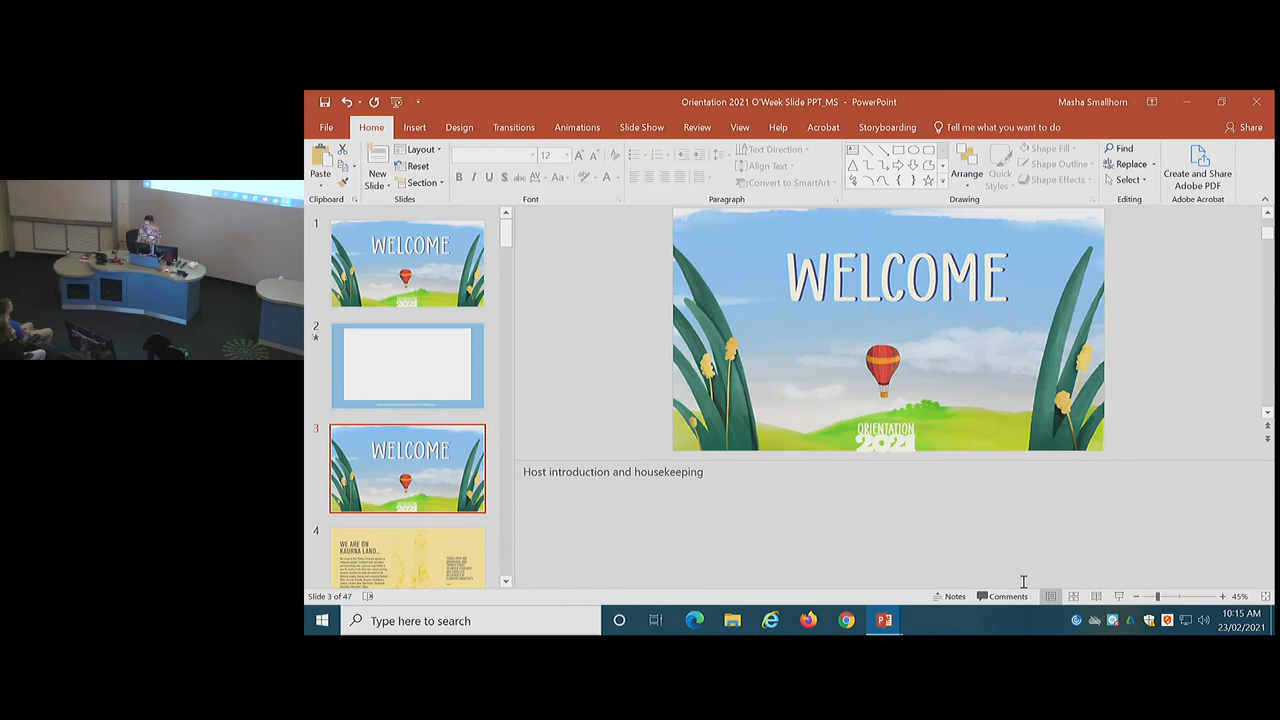 Orientation 2021 O'Week Slide PPT_MS - PowerPoint
Masha Smallhorn
File Home Insert Design Transitions Animations Slide Show Review View Help Acrobat Storyboarding Tell me what you want to do Share
Paste
Clipboard
New Slide
Layout
Reset
Section
Slides
12
B I U S abc AV Aa A
Font
Text Direction
Align Text
Convert to SmartArt
Paragraph
Arrange
Quick Styles
Shape Fill
Shape Outline
Shape Effects
Drawing
Find
Replace
Select
Editing
Create and Share Adobe PDF
Adobe Acrobat
1
WELCOME
2
3
WELCOME
4
WE ARE ON
KAURNA LAND...
WELCOME
ORIENTATION
2021
Host introduction and housekeeping
Slide 3 of 47
Notes Comments 45%
Type here to search
10:15 AM
23/02/2021